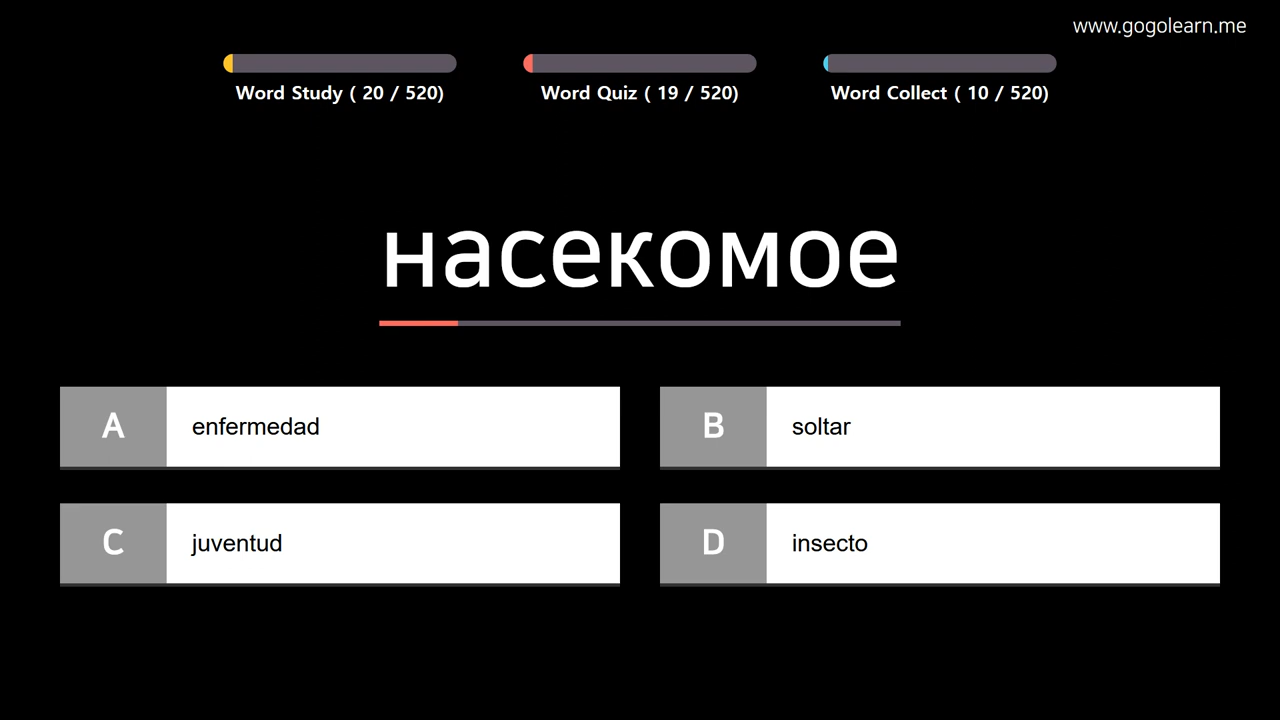 www.gogolearn.me
Word Study ( 20 / 520)
Word Quiz ( 19 / 520)
Word Collect ( 10 / 520)
насекомое
A enfermedad
B soltar
C juventud
D insecto